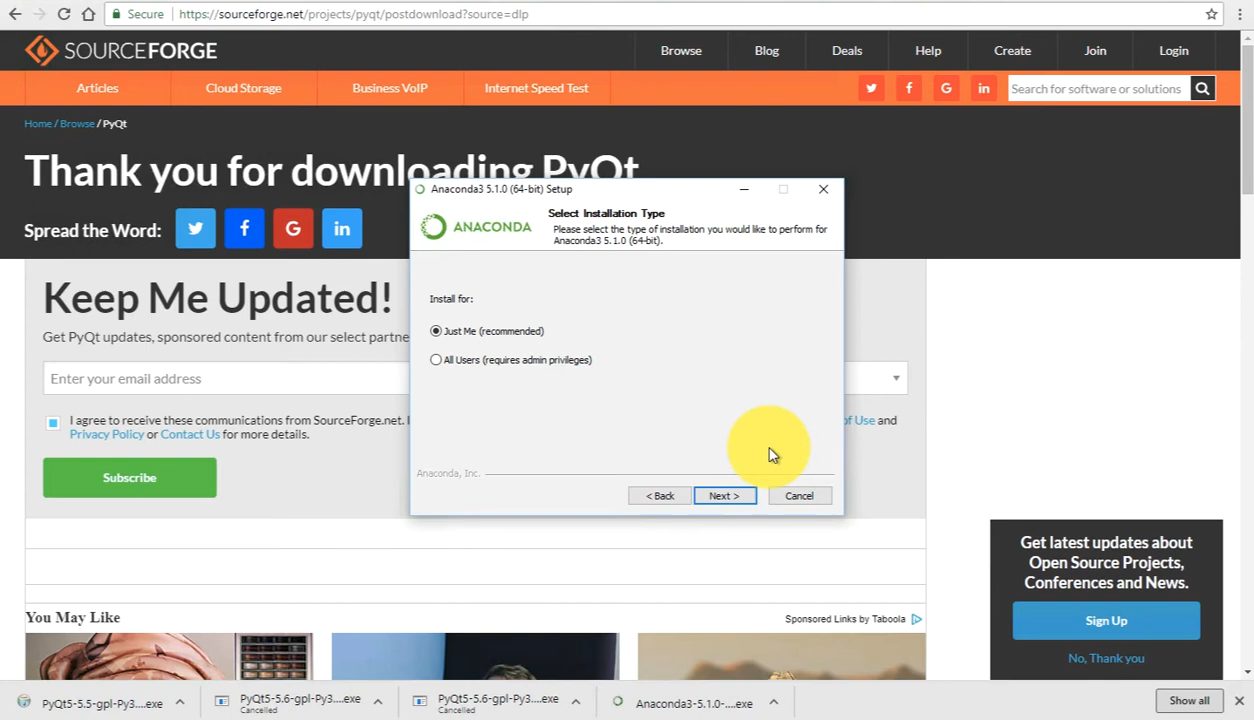 Secure
https://sourceforge.net/projects/pyqt/postdownload?source=dlp
SOURCEFORGE
Browse
Blog
Deals
Help
Create
Join
Login
Articles
Cloud Storage
Business VoIP
Internet Speed Test
Search for software or solutions
Home / Browse / PyQt
Thank you for downloading PyQt
Spread the Word:
Keep Me Updated!
Get PyQt updates, sponsored content from our select partne
Enter your email address
I agree to receive these communications from SourceForge.net.
of Use and
Privacy Policy or Contact Us for more details.
Subscribe
Anaconda3 5.1.0 (64-bit) Setup
ANACONDA
Select Installation Type
Please select the type of installation you would like to perform for
Anaconda3 5.1.0 (64-bit).
Install for:
Just Me (recommended)
All Users (requires admin privileges)
Anaconda, Inc.
< Back
Next >
Cancel
Get latest updates about
Open Source Projects,
Conferences and News.
Sign Up
No, Thank you
You May Like
Sponsored Links by Taboola
PyQt5-5.5-gpl-Py3....exe
PyQt5-5.6-gpl-Py3....exe
Cancelled
PyQt5-5.6-gpl-Py3....exe
Cancelled
Anaconda3-5.1.0-....exe
Show all